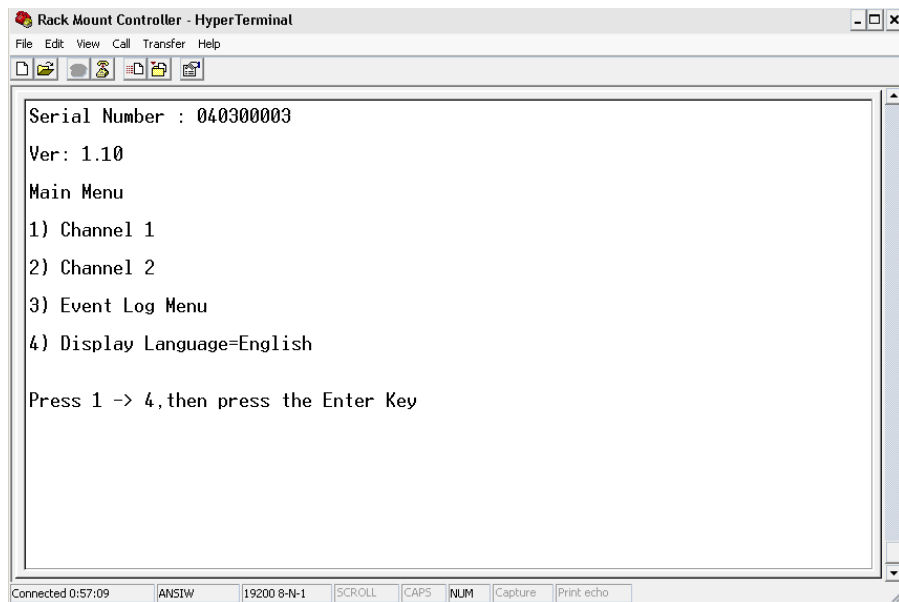 Rack Mount Controller - HyperTerminal
File Edit View Call Transfer Help
Serial Number : 040300003
Ver: 1.10
Main Menu
1) Channel 1
2) Channel 2
3) Event Log Menu
4) Display Language=English
Press 1 -> 4,then press the Enter Key
Connected 0:57:09 ANSIW 19200 8-N-1 SCROLL CAPS NUM Capture Print echo